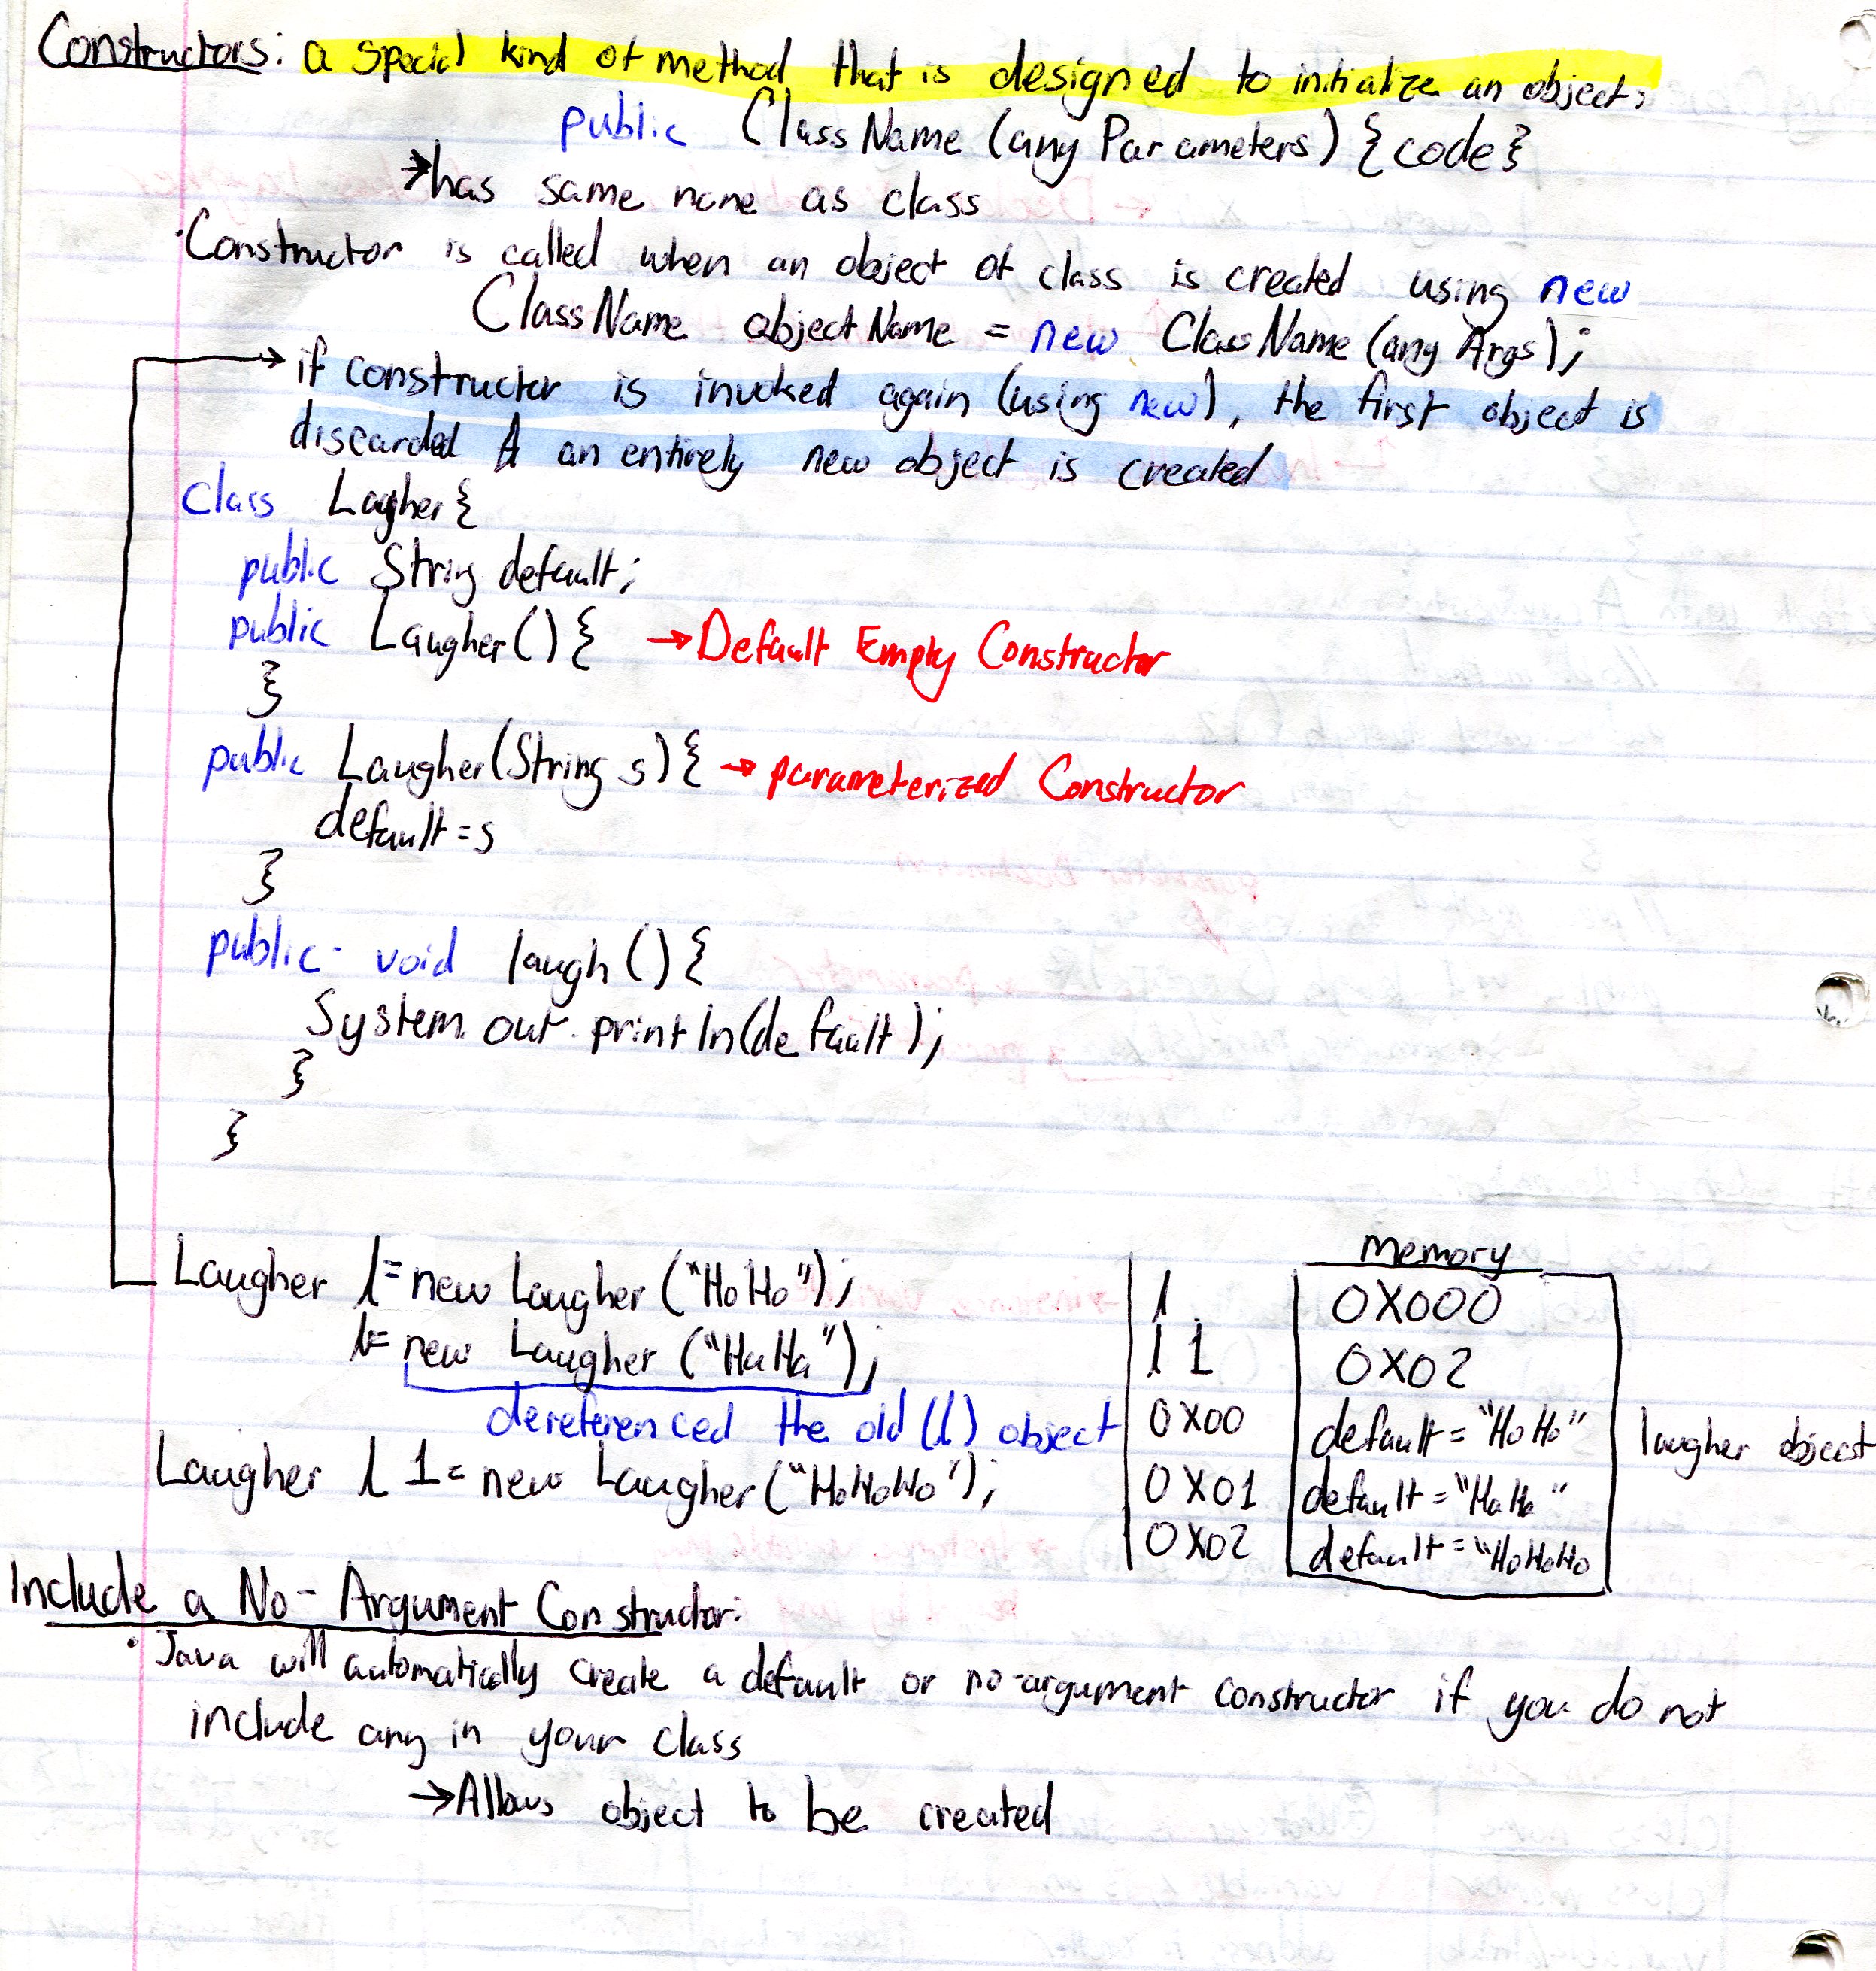 Constructors: a special kind of method that is designed to initialize an object.
public ClassName (any Parameters) {code}
→has same name as class
·Constructor is called when an object of class is created using new
ClassName objectName = new ClassName (any Args);
→if constructer is invoked again (using new), the first object is
discarded & an entirely new object is created
class Lagher {
public String default;
public Laugher() { →Default Empty Constructor
}
public Laugher(String s) { → parameterized Constructor
default = s
}
public void laugh () {
System.out.println(default);
}
}
Laugher l = new Laugher ("HoHo");
l = new Laugher ("HaHa");
dereferenced the old (l) object
Laugher l 1 = new Laugher ("HoHoHo");
memory
l 0X000
l 1 0X02
0X00 default = "HoHo" laugher object
0X01 default = "HaHa"
0X02 default = "HoHoHo
Include a No-Argument Constructor:
· Java will automatically create a default or no-argument constructor if you do not
include any in your class
→Allows object to be created